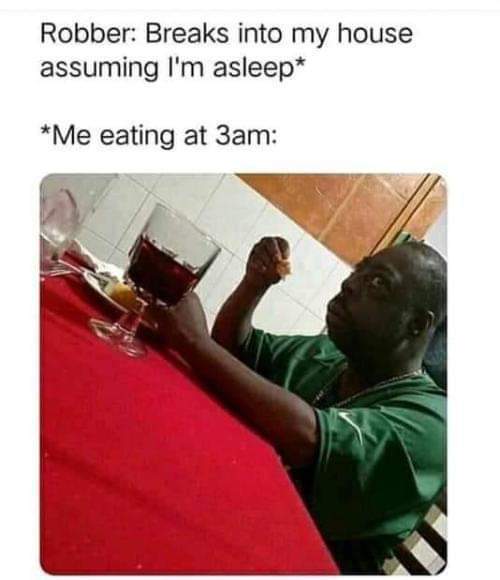 Robber: Breaks into my house
assuming I'm asleep*
*Me eating at 3am: